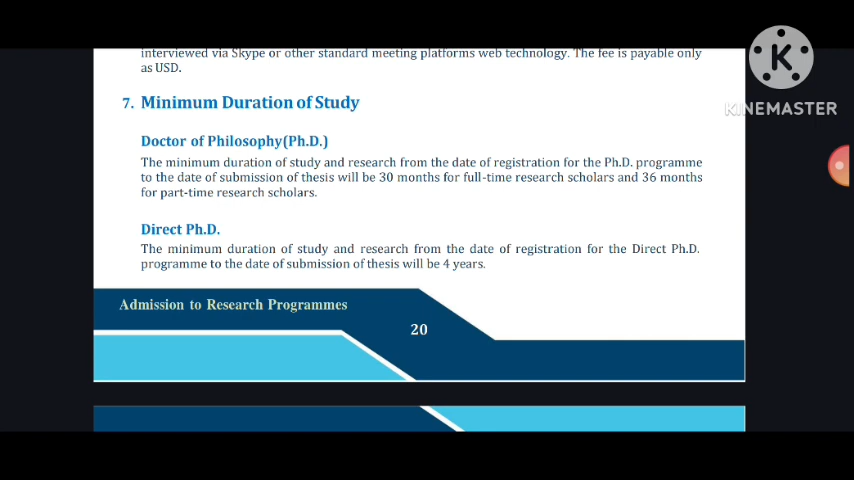 interviewed via Skype or other standard meeting platforms web technology. The fee is payable only
as USD.
7. Minimum Duration of Study
Doctor of Philosophy(Ph.D.)
The minimum duration of study and research from the date of registration for the Ph.D. programme
to the date of submission of thesis will be 30 months for full-time research scholars and 36 months
for part-time research scholars.
Direct Ph.D.
The minimum duration of study and research from the date of registration for the Direct Ph.D.
programme to the date of submission of thesis will be 4 years.
Admission to Research Programmes
20
K
KINEMASTER